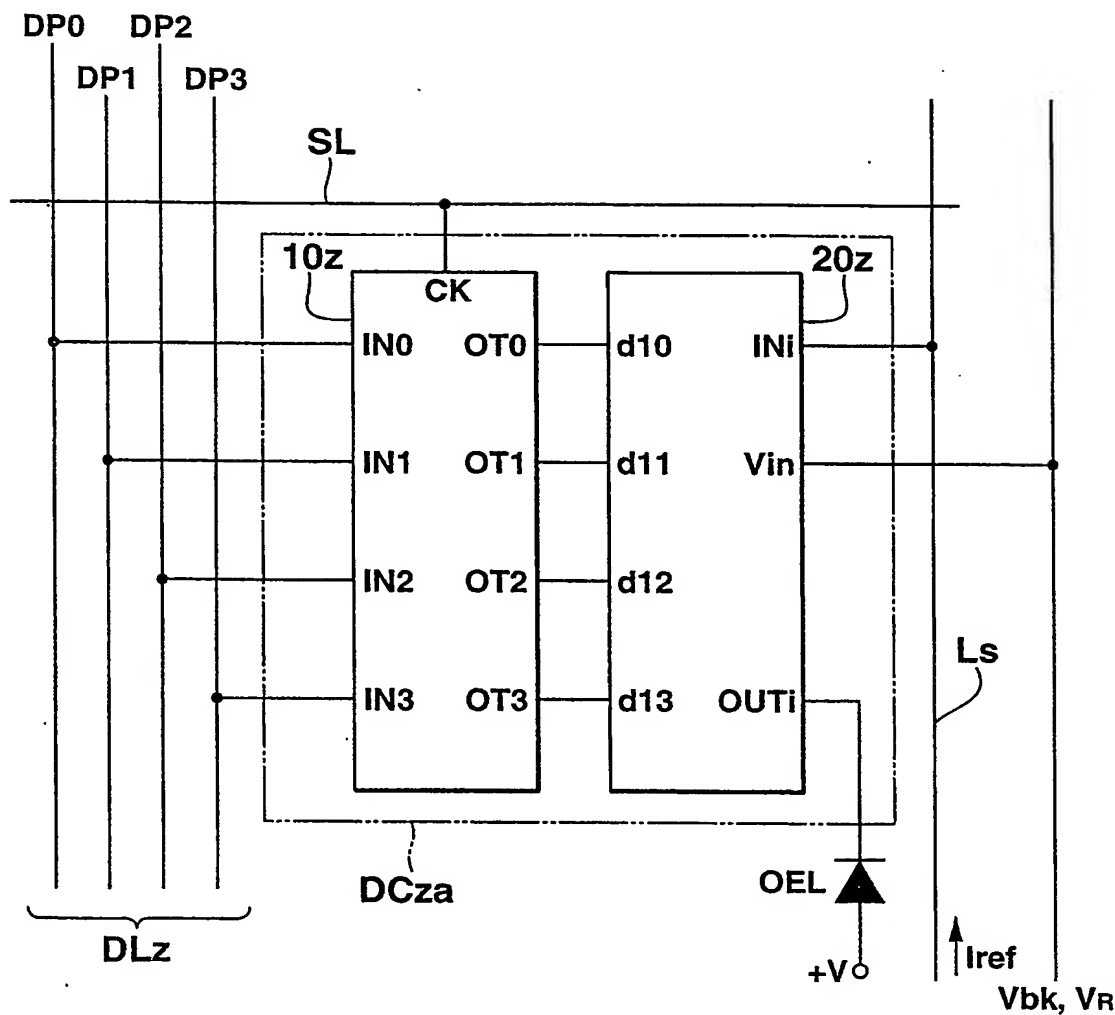 DP0 DP2
DP1 DP3
SL
10z 20z
CK
IN0 OT0 d10 INi
IN1 OT1 d11 Vin
IN2 OT2 d12
Ls
IN3 OT3 d13 OUTi
DCza
OEL
DLz
+V
Iref
Vbk, VR